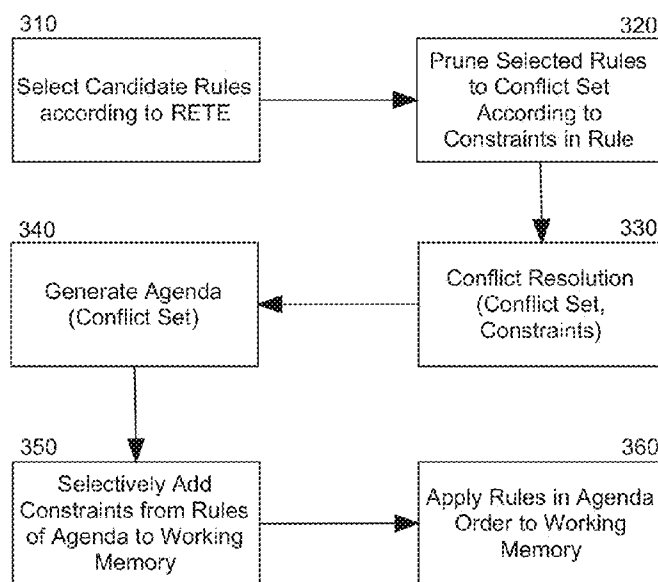 310
Select Candidate Rules
according to RETE
320
Prune Selected Rules
to Conflict Set
According to
Constraints in Rule
330
Conflict Resolution
(Conflict Set,
Constraints)
340
Generate Agenda
(Conflict Set)
350
Selectively Add
Constraints from Rules
of Agenda to Working
Memory
360
Apply Rules in Agenda
Order to Working
Memory